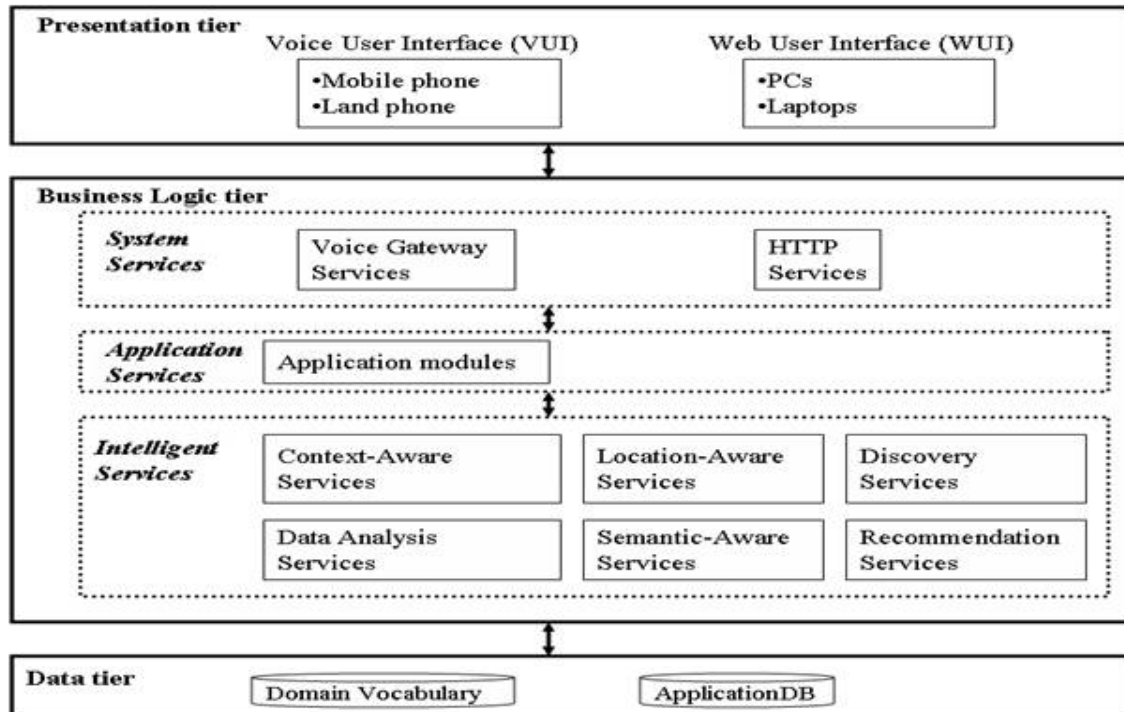 Presentation tier
Voice User Interface (VUI)
Web User Interface (WUI)
•Mobile phone
•Land phone
•PCs
•Laptops
Business Logic tier
System
Services
Voice Gateway
Services
HTTP
Services
Application
Services
Application modules
Intelligent
Services
Context-Aware
Services
Location-Aware
Services
Discovery
Services
Data Analysis
Services
Semantic-Aware
Services
Recommendation
Services
Data tier
Domain Vocabulary
ApplicationDB